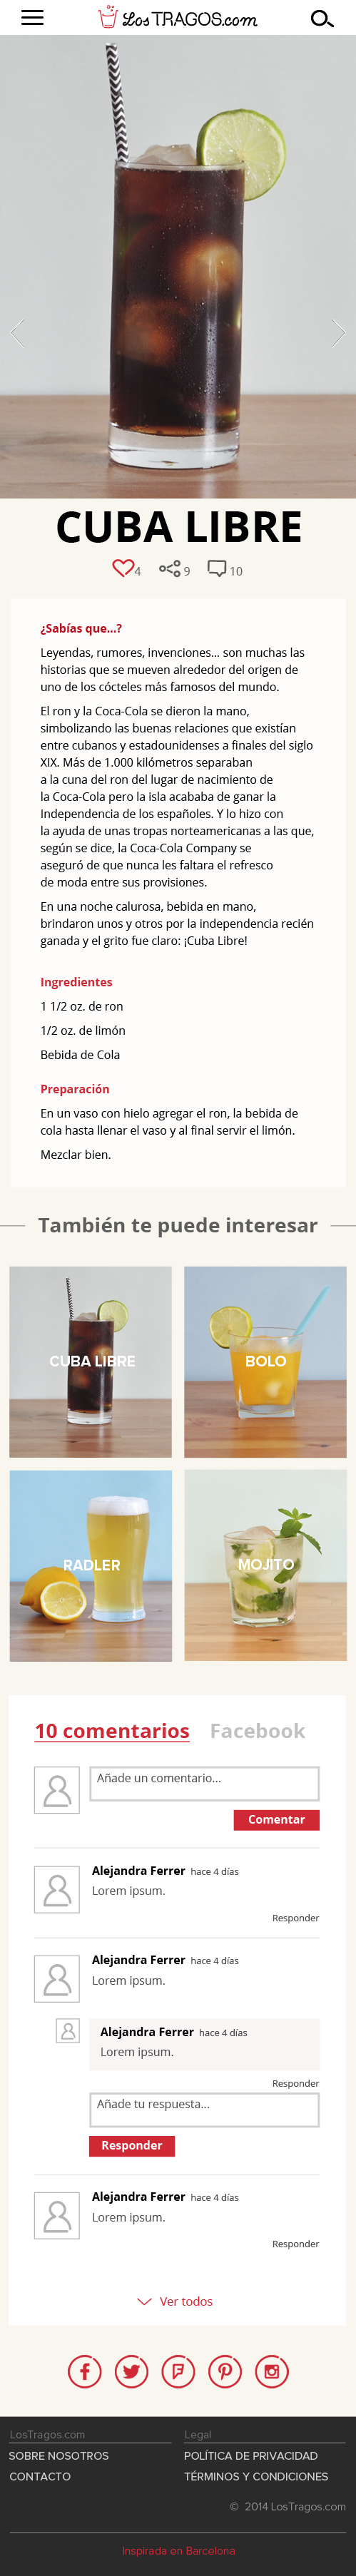 LosTRAGOS.com
CUBA LIBRE
4 9 10
¿Sabías que...?
Leyendas, rumores, invenciones... son muchas las
historias que se mueven alrededor del origen de
uno de los cócteles más famosos del mundo.
El ron y la Coca-Cola se dieron la mano,
simbolizando las buenas relaciones que existían
entre cubanos y estadounidenses a finales del siglo
XIX. Más de 1.000 kilómetros separaban
a la cuna del ron del lugar de nacimiento de
la Coca-Cola pero la isla acababa de ganar la
Independencia de los españoles. Y lo hizo con
la ayuda de unas tropas norteamericanas a las que,
según se dice, la Coca-Cola Company se
aseguró de que nunca les faltara el refresco
de moda entre sus provisiones.
En una noche calurosa, bebida en mano,
brindaron unos y otros por la independencia recién
ganada y el grito fue claro: ¡Cuba Libre!
Ingredientes
1 1/2 oz. de ron
1/2 oz. de limón
Bebida de Cola
Preparación
En un vaso con hielo agregar el ron, la bebida de
cola hasta llenar el vaso y al final servir el limón.
Mezclar bien.
También te puede interesar
CUBA LIBRE
BOLO
RADLER
MOJITO
10 comentarios Facebook
Añade un comentario...
Comentar
Alejandra Ferrer hace 4 días
Lorem ipsum.
Responder
Alejandra Ferrer hace 4 días
Lorem ipsum.
Alejandra Ferrer hace 4 días
Lorem ipsum.
Responder
Añade tu respuesta...
Responder
Alejandra Ferrer hace 4 días
Lorem ipsum.
Responder
Ver todos
LosTragos.com
SOBRE NOSOTROS
CONTACTO
Legal
POLÍTICA DE PRIVACIDAD
TÉRMINOS Y CONDICIONES
© 2014 LosTragos.com
Inspirada en Barcelona